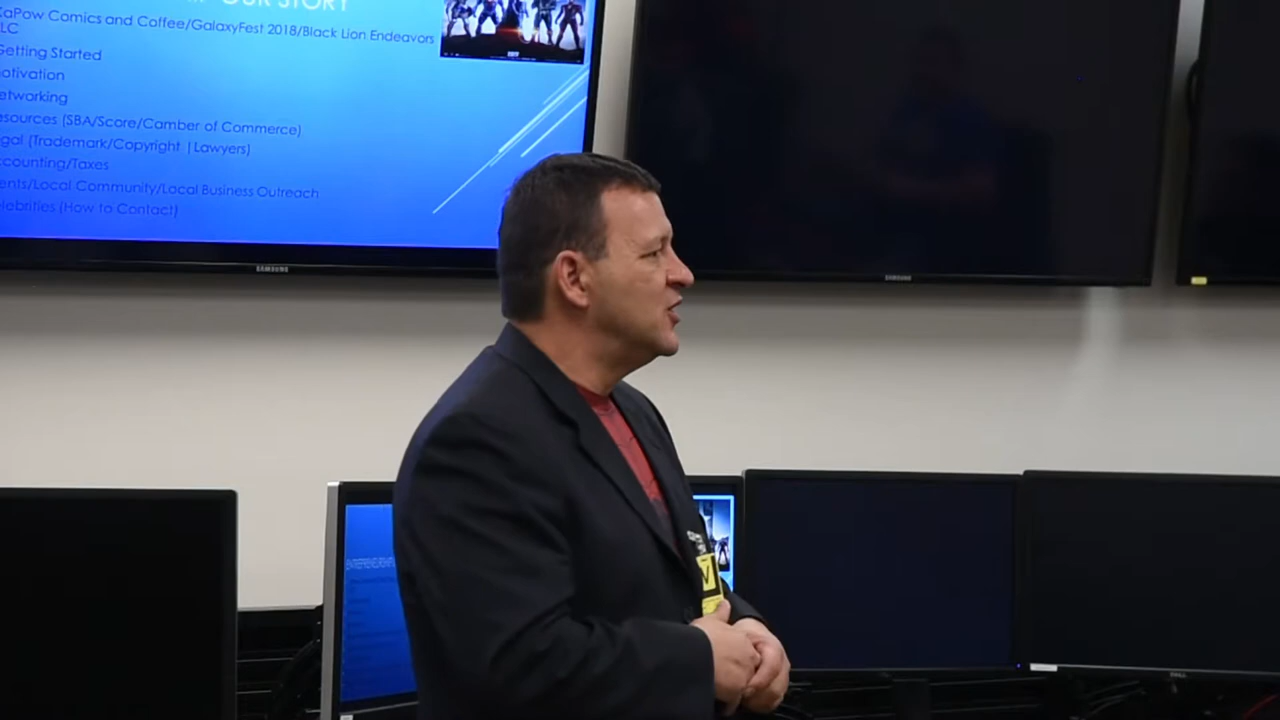 OUR STORY
KaPow Comics and Coffee/GalaxyFest 2018/Black Lion Endeavors
LC
Getting Started
otivation
etworking
esources (SBA/Score/Camber of Commerce)
gal (Trademark/Copyright |Lawyers)
ccounting/Taxes
ents/Local Community/Local Business Outreach
lebrities (How to Contact)
SAMSUNG
SAMSUNG
V
DELL